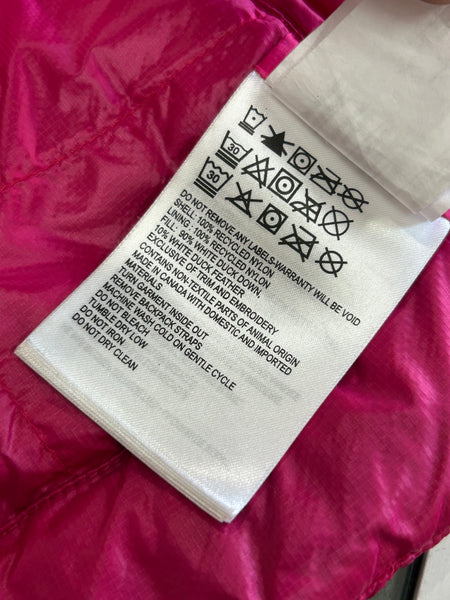 30
30
DO NOT REMOVE ANY LABELS-WARRANTY WILL BE VOID
SHELL: 100% RECYCLED NYLON
LINING : 100% RECYCLED NYLON
FILL: 90% WHITE DUCK DOWN,
10% WHITE DUCK FEATHER
EXCLUSIVE OF TRIM AND EMBROIDERY
MADE IN CANADA WITH DOMESTIC AND IMPORTED
MATERIALS
CONTAINS NON-TEXTILE PARTS OF ANIMAL ORIGIN
TURN GARMENT INSIDE OUT
REMOVE BACKPACK STRAPS
MACHINE WASH COLD ON GENTLE CYCLE
DO NOT BLEACH
TUMBLE DRY LOW
DO NOT IRON
DO NOT DRY CLEAN